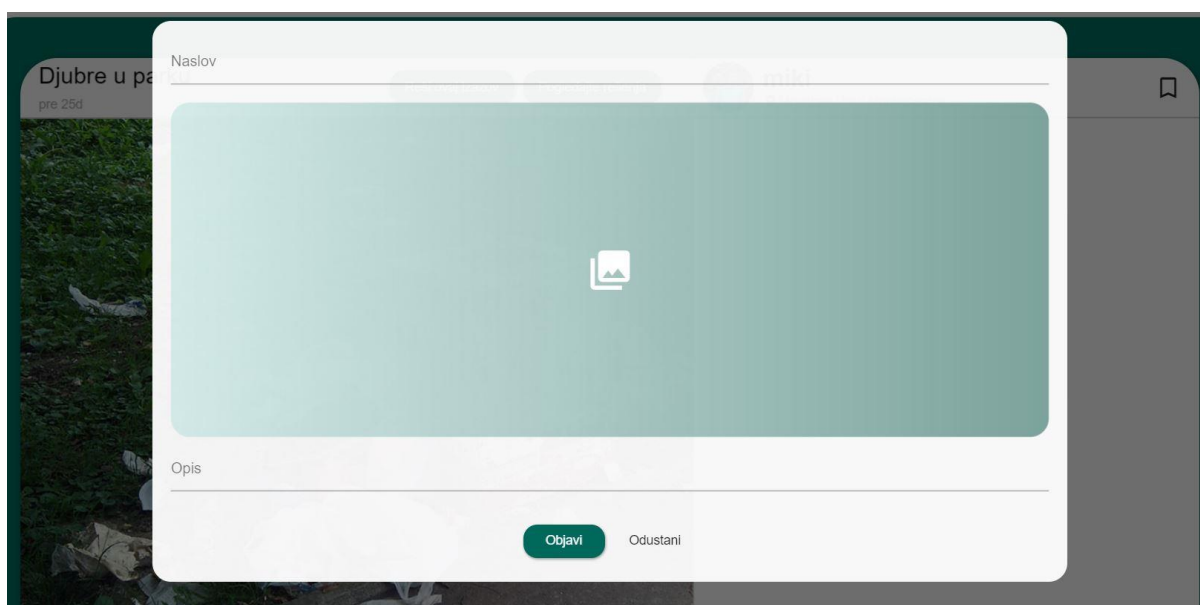 Naslov
Djubre u parku
miki
pre 25d
Opis
Objavi
Odustani